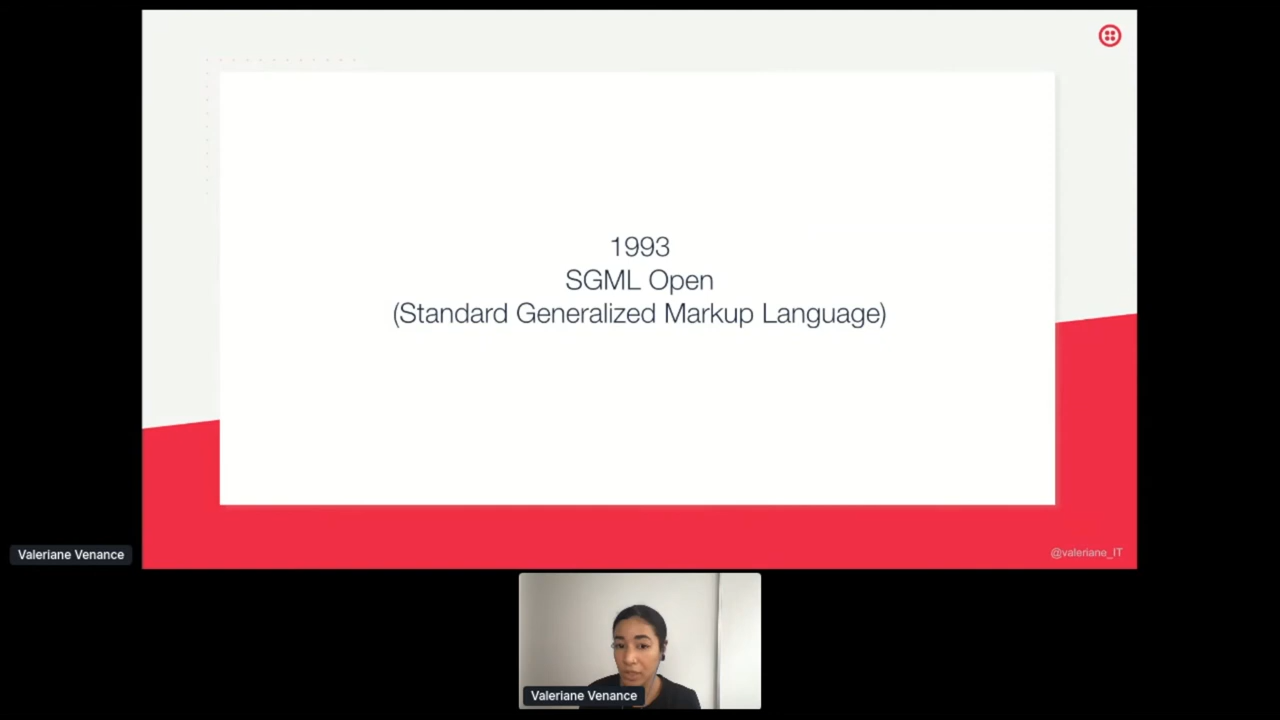 1993
SGML Open
(Standard Generalized Markup Language)
@valeriane_IT
Valeriane Venance
Valeriane Venance